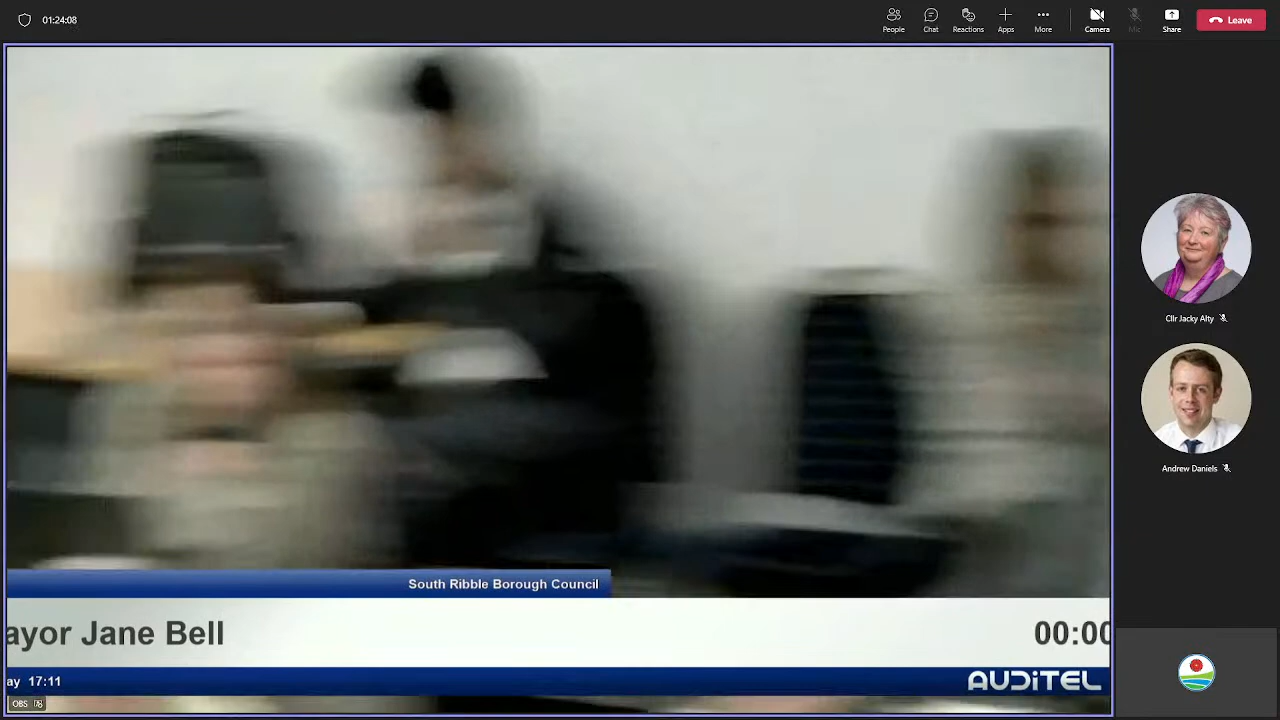 01:24:08
People
Chat
Reactions
Apps
More
Camera
Mic
Share
Leave
Cllr Jacky Alty
Andrew Daniels
South Ribble Borough Council
ayor Jane Bell
00:00
ay 17:11
AUDiTEL
OBS